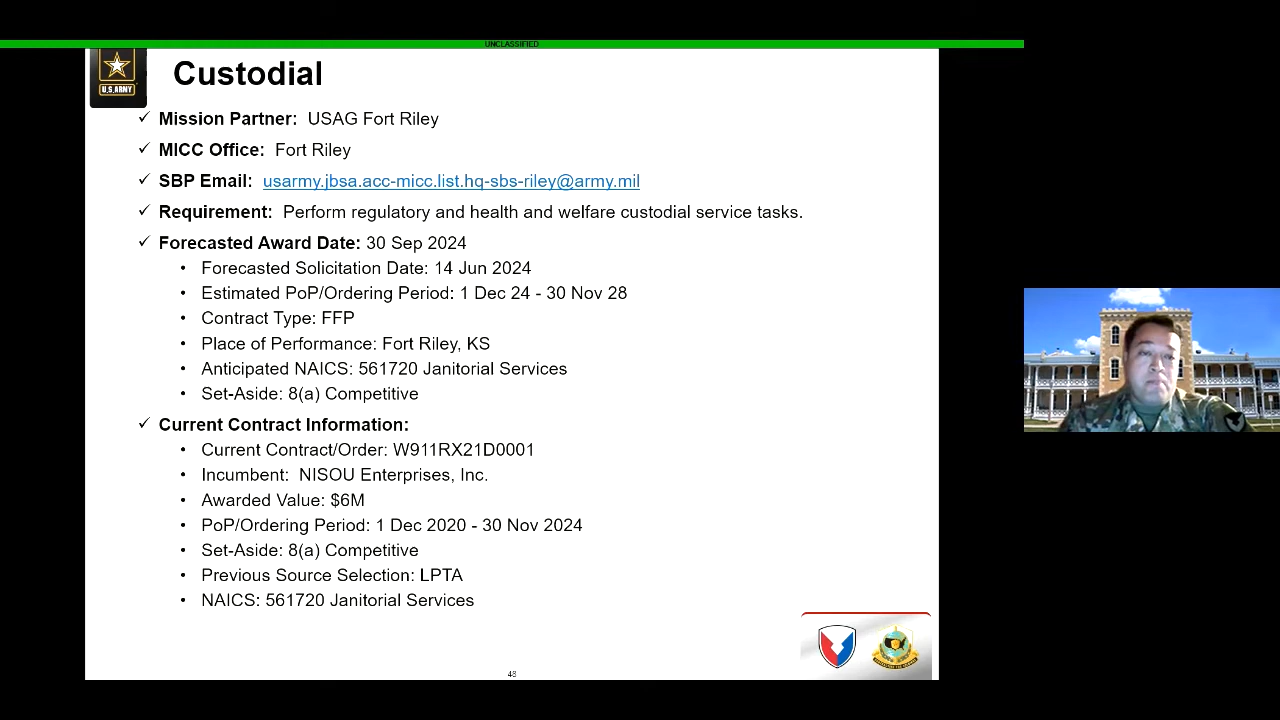 UNCLASSIFIED
U.S.ARMY
Custodial
Mission Partner: USAG Fort Riley
MICC Office: Fort Riley
SBP Email: usarmy.jbsa.acc-micc.list.hq-sbs-riley@army.mil
Requirement: Perform regulatory and health and welfare custodial service tasks.
Forecasted Award Date: 30 Sep 2024
• Forecasted Solicitation Date: 14 Jun 2024
• Estimated PoP/Ordering Period: 1 Dec 24 - 30 Nov 28
• Contract Type: FFP
• Place of Performance: Fort Riley, KS
• Anticipated NAICS: 561720 Janitorial Services
• Set-Aside: 8(a) Competitive
Current Contract Information:
• Current Contract/Order: W911RX21D0001
• Incumbent: NISOU Enterprises, Inc.
• Awarded Value: $6M
• PoP/Ordering Period: 1 Dec 2020 - 30 Nov 2024
• Set-Aside: 8(a) Competitive
• Previous Source Selection: LPTA
• NAICS: 561720 Janitorial Services